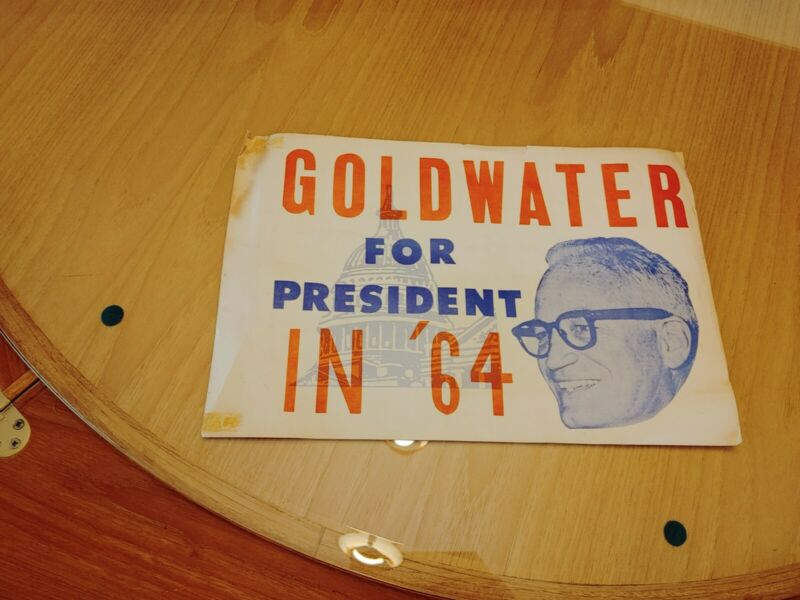 GOLDWATER
FOR
PRESIDENT
IN '64